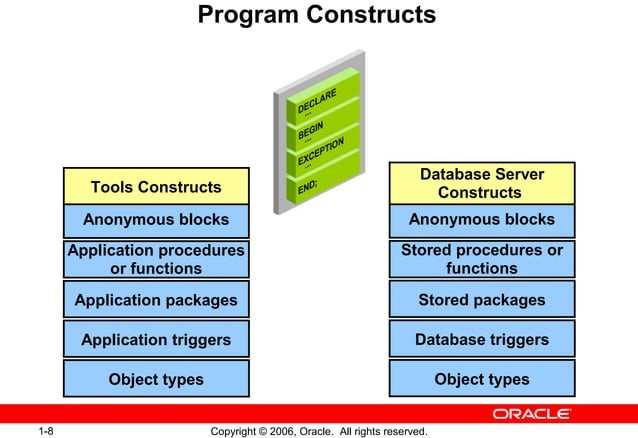 Program Constructs
DECLARE
...
BEGIN
...
EXCEPTION
...
END;
Tools Constructs
Anonymous blocks
Application procedures
or functions
Application packages
Application triggers
Object types
Database Server
Constructs
Anonymous blocks
Stored procedures or
functions
Stored packages
Database triggers
Object types
ORACLE
1-8
Copyright © 2006, Oracle. All rights reserved.